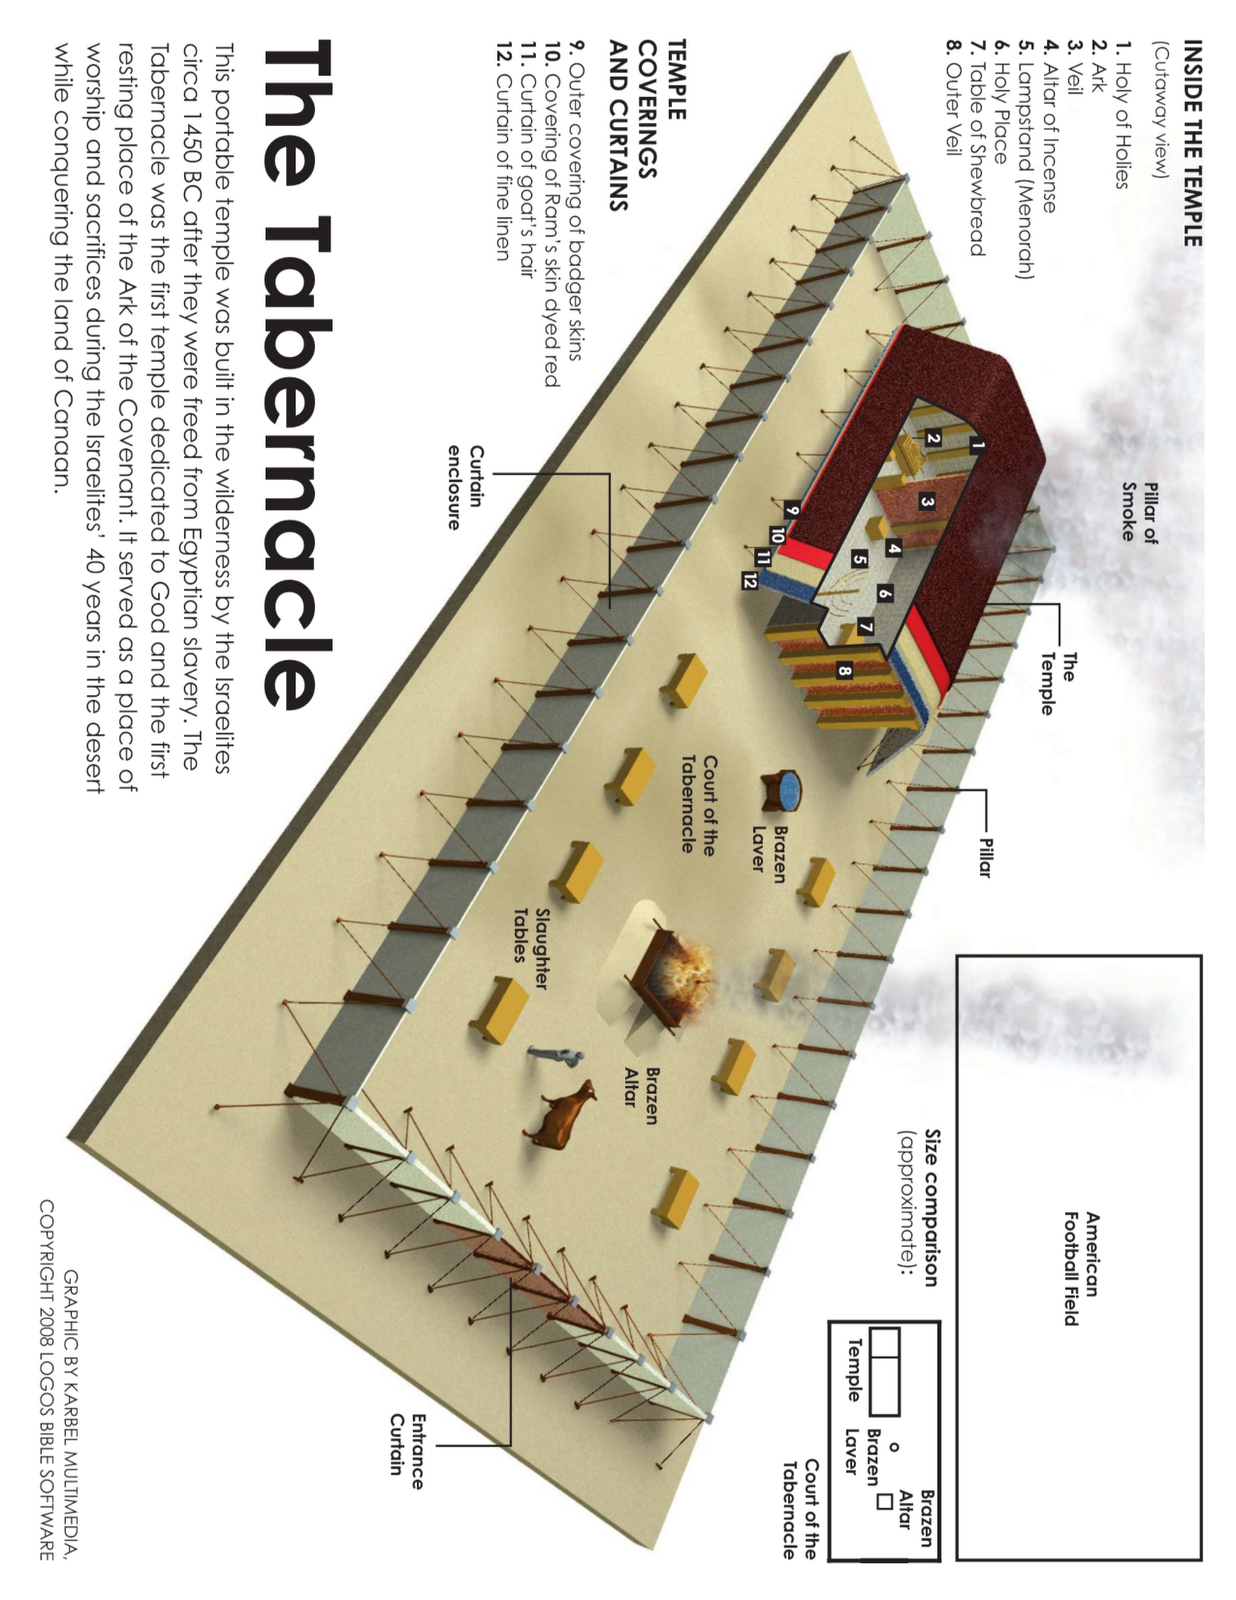 INSIDE THE TEMPLE
(Cutaway view)
1. Holy of Holies
2. Ark
3. Veil
4. Altar of Incense
5. Lampstand (Menorah)
6. Holy Place
7. Table of Shewbread
8. Outer Veil
TEMPLE
COVERINGS
AND CURTAINS
9. Outer covering of badger skins
10. Covering of Ram's skin dyed red
11. Curtain of goat's hair
12. Curtain of fine linen
The Tabernacle
This portable temple was built in the wilderness by the Israelites
circa 1450 BC after they were freed from Egyptian slavery. The
Tabernacle was the first temple dedicated to God and the first
resting place of the Ark of the Covenant. It served as a place of
worship and sacrifices during the Israelites' 40 years in the desert
while conquering the land of Canaan.
Pillar of
Smoke
The
Temple
Pillar
1
2
3
4
5
6
7
8
9
10
11
12
Curtain
enclosure
Court of the
Tabernacle
Brazen
Laver
Slaughter
Tables
Brazen
Altar
Entrance
Curtain
American
Football Field
Size comparison
(approximate):
Temple
Brazen
Laver
Brazen
Altar
Court of the
Tabernacle
GRAPHIC BY KARBEL MULTIMEDIA,
COPYRIGHT 2008 LOGOS BIBLE SOFTWARE